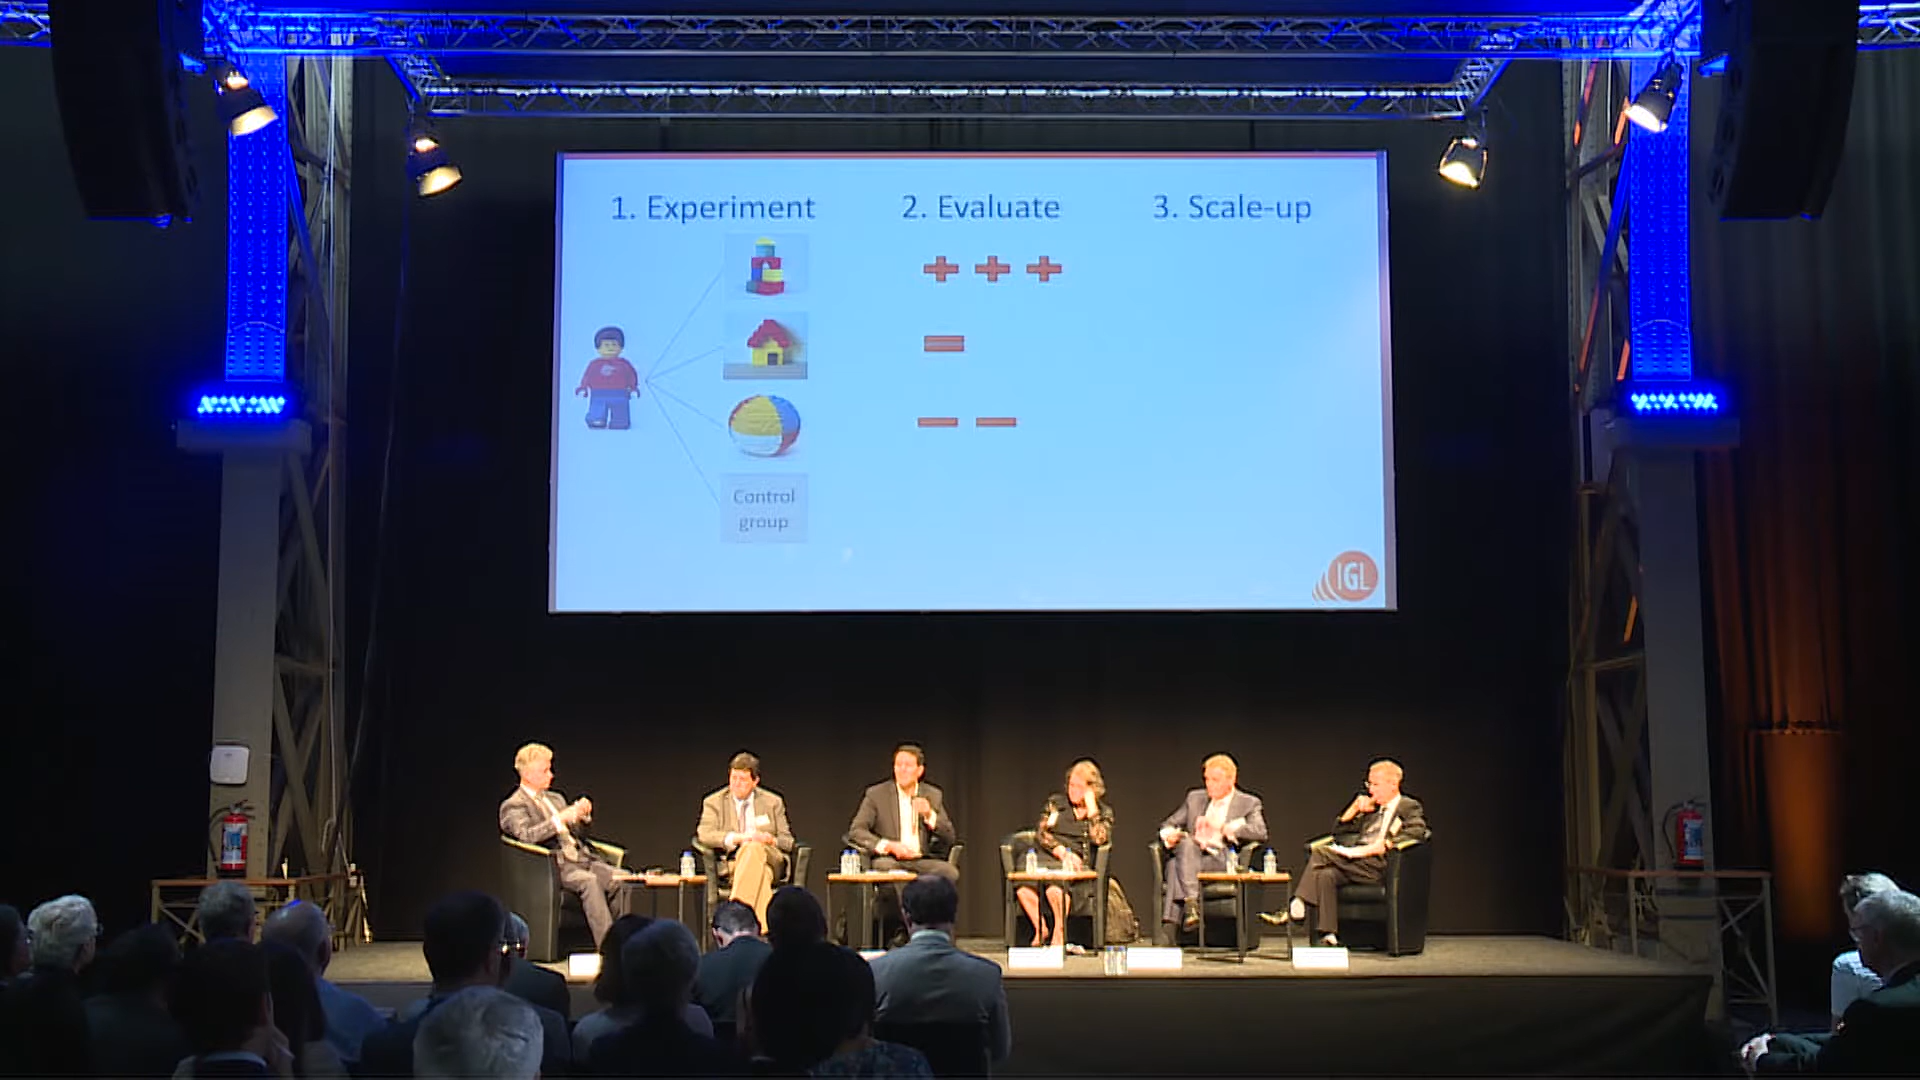 1. Experiment
2. Evaluate
3. Scale-up
Control
group
IGL